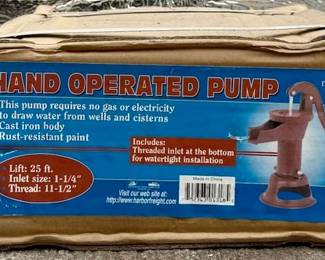 HAND OPERATED PUMP
This pump requires no gas or electricity
to draw water from wells and cisterns
Cast iron body
Rust-resistant paint
Lift: 25 ft.
Inlet size: 1-1/4"
Thread: 11-1/2"
Includes:
Threaded inlet at the bottom
for watertight installation
Visit our web site at:
http://www.harborfreight.com
Made in China